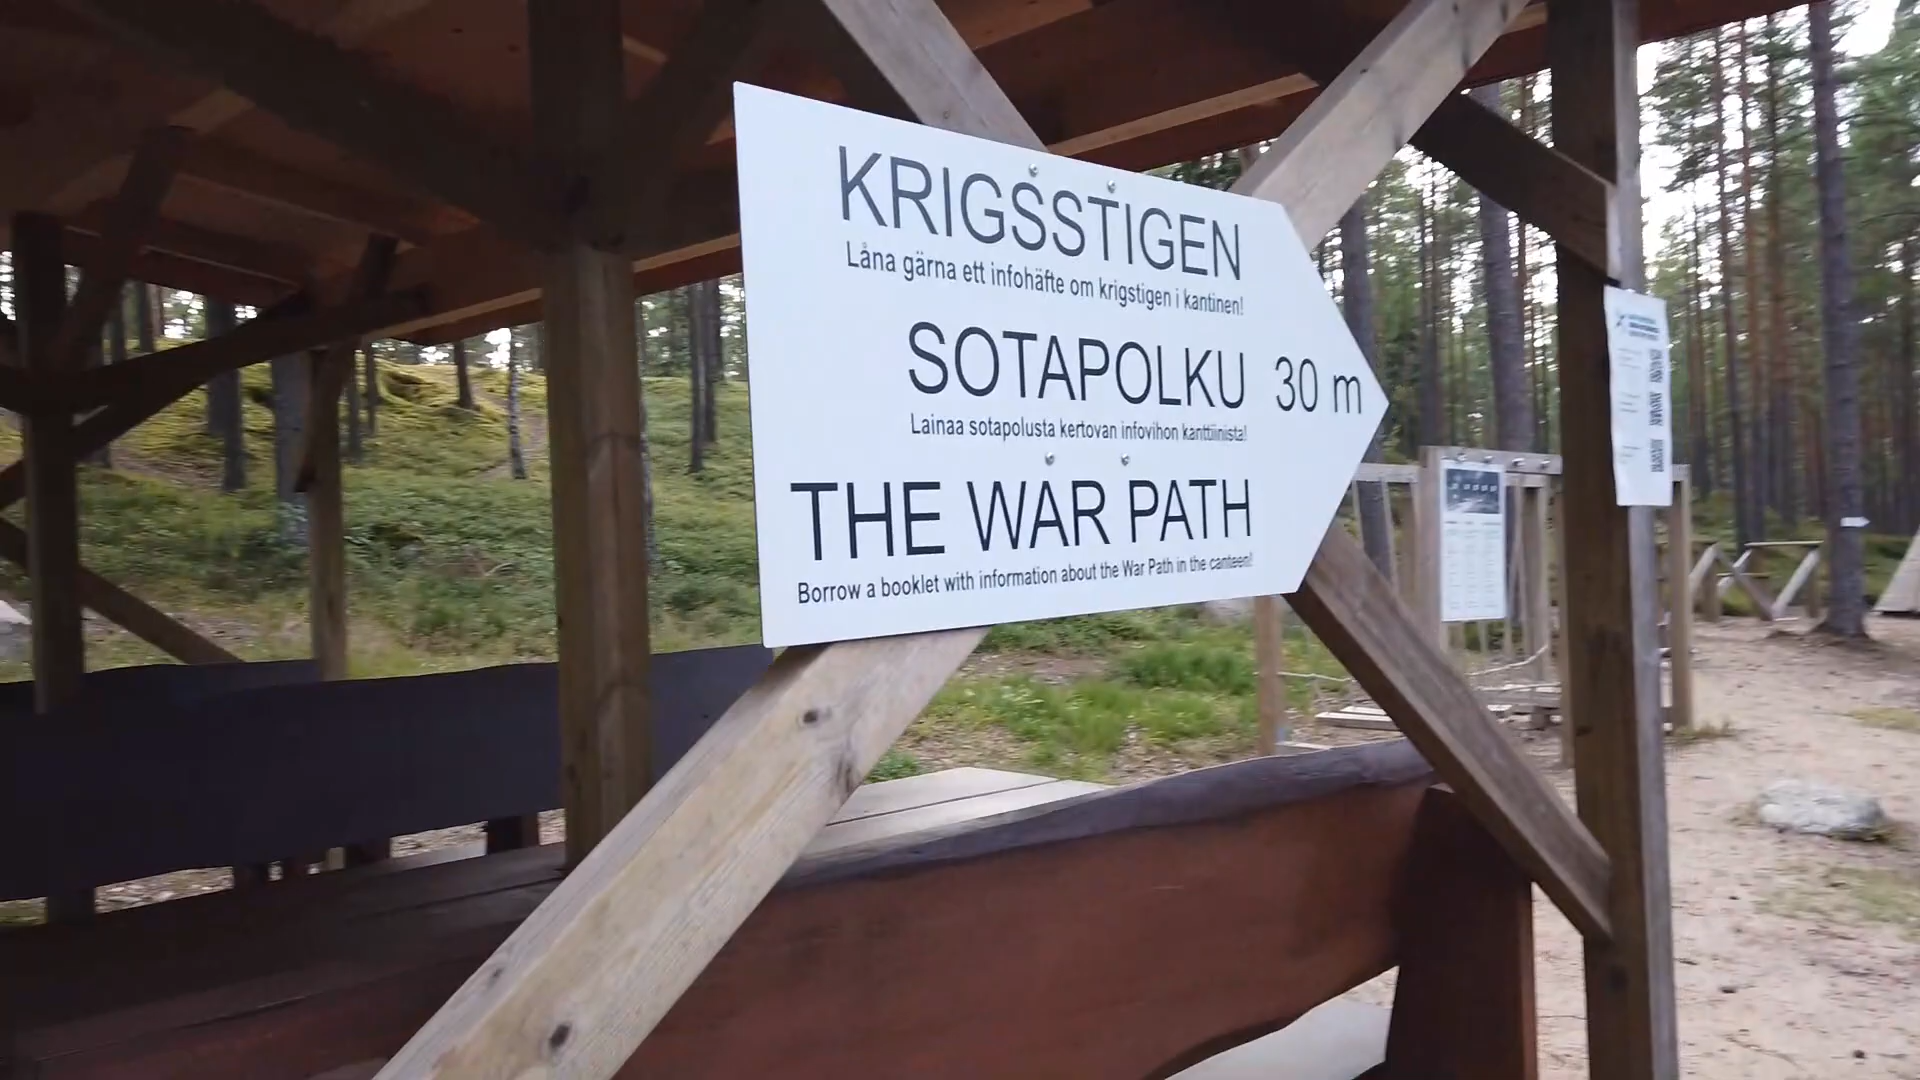 KRIGSSTIGEN
Låna gärna ett infohäfte om krigstigen i kantinen!
SOTAPOLKU 30 m
Lainaa sotapolusta kertovan infovihon kanttiinista!
THE WAR PATH
Borrow a booklet with information about the War Path in the canteen!